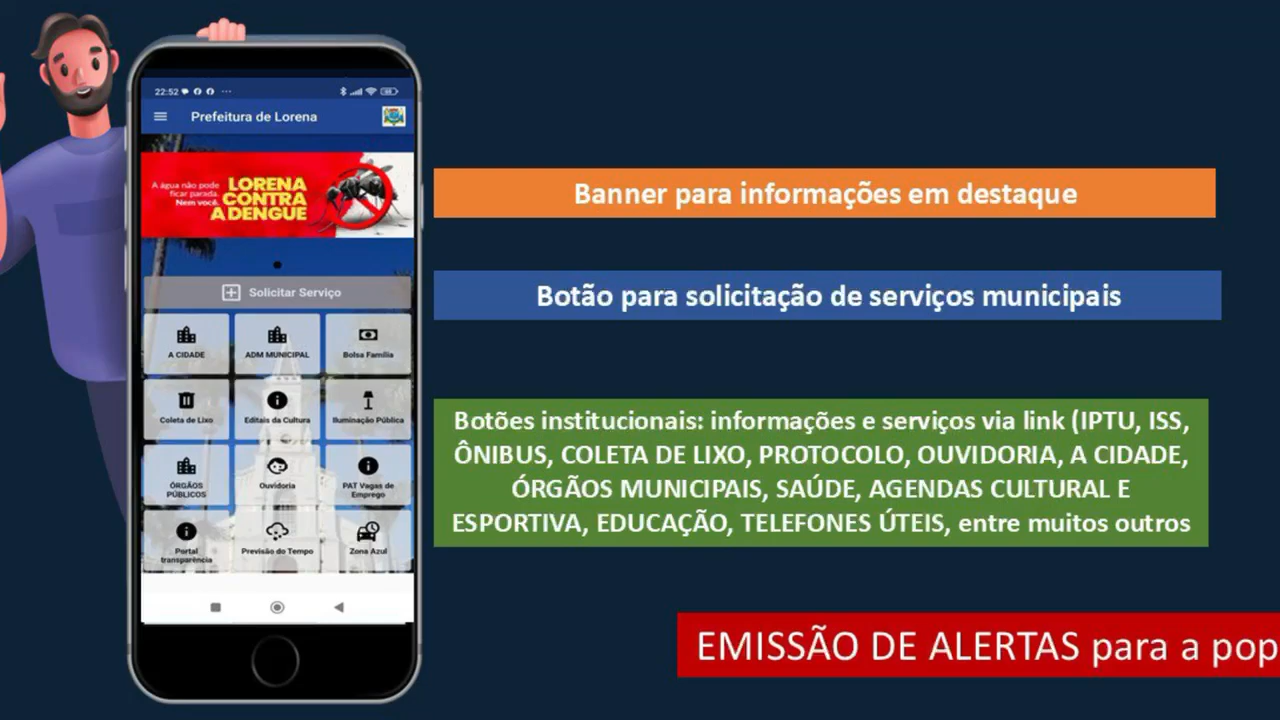 22:52
Prefeitura de Lorena
A água não pode
ficar parada.
Nem você.
LORENA
CONTRA
A DENGUE
Solicitar Serviço
A CIDADE
ADM MUNICIPAL
Bolsa Família
Coleta de Lixo
Editais da Cultura
Iluminação Pública
ÓRGÃOS
PÚBLICOS
Ouvidoria
PAT Vagas de
Emprego
Portal
transparência
Previsão do Tempo
Zona Azul
Banner para informações em destaque
Botão para solicitação de serviços municipais
Botões institucionais: informações e serviços via link (IPTU, ISS,
ÔNIBUS, COLETA DE LIXO, PROTOCOLO, OUVIDORIA, A CIDADE,
ÓRGÃOS MUNICIPAIS, SAÚDE, AGENDAS CULTURAL E
ESPORTIVA, EDUCAÇÃO, TELEFONES ÚTEIS, entre muitos outros
EMISSÃO DE ALERTAS para a pop